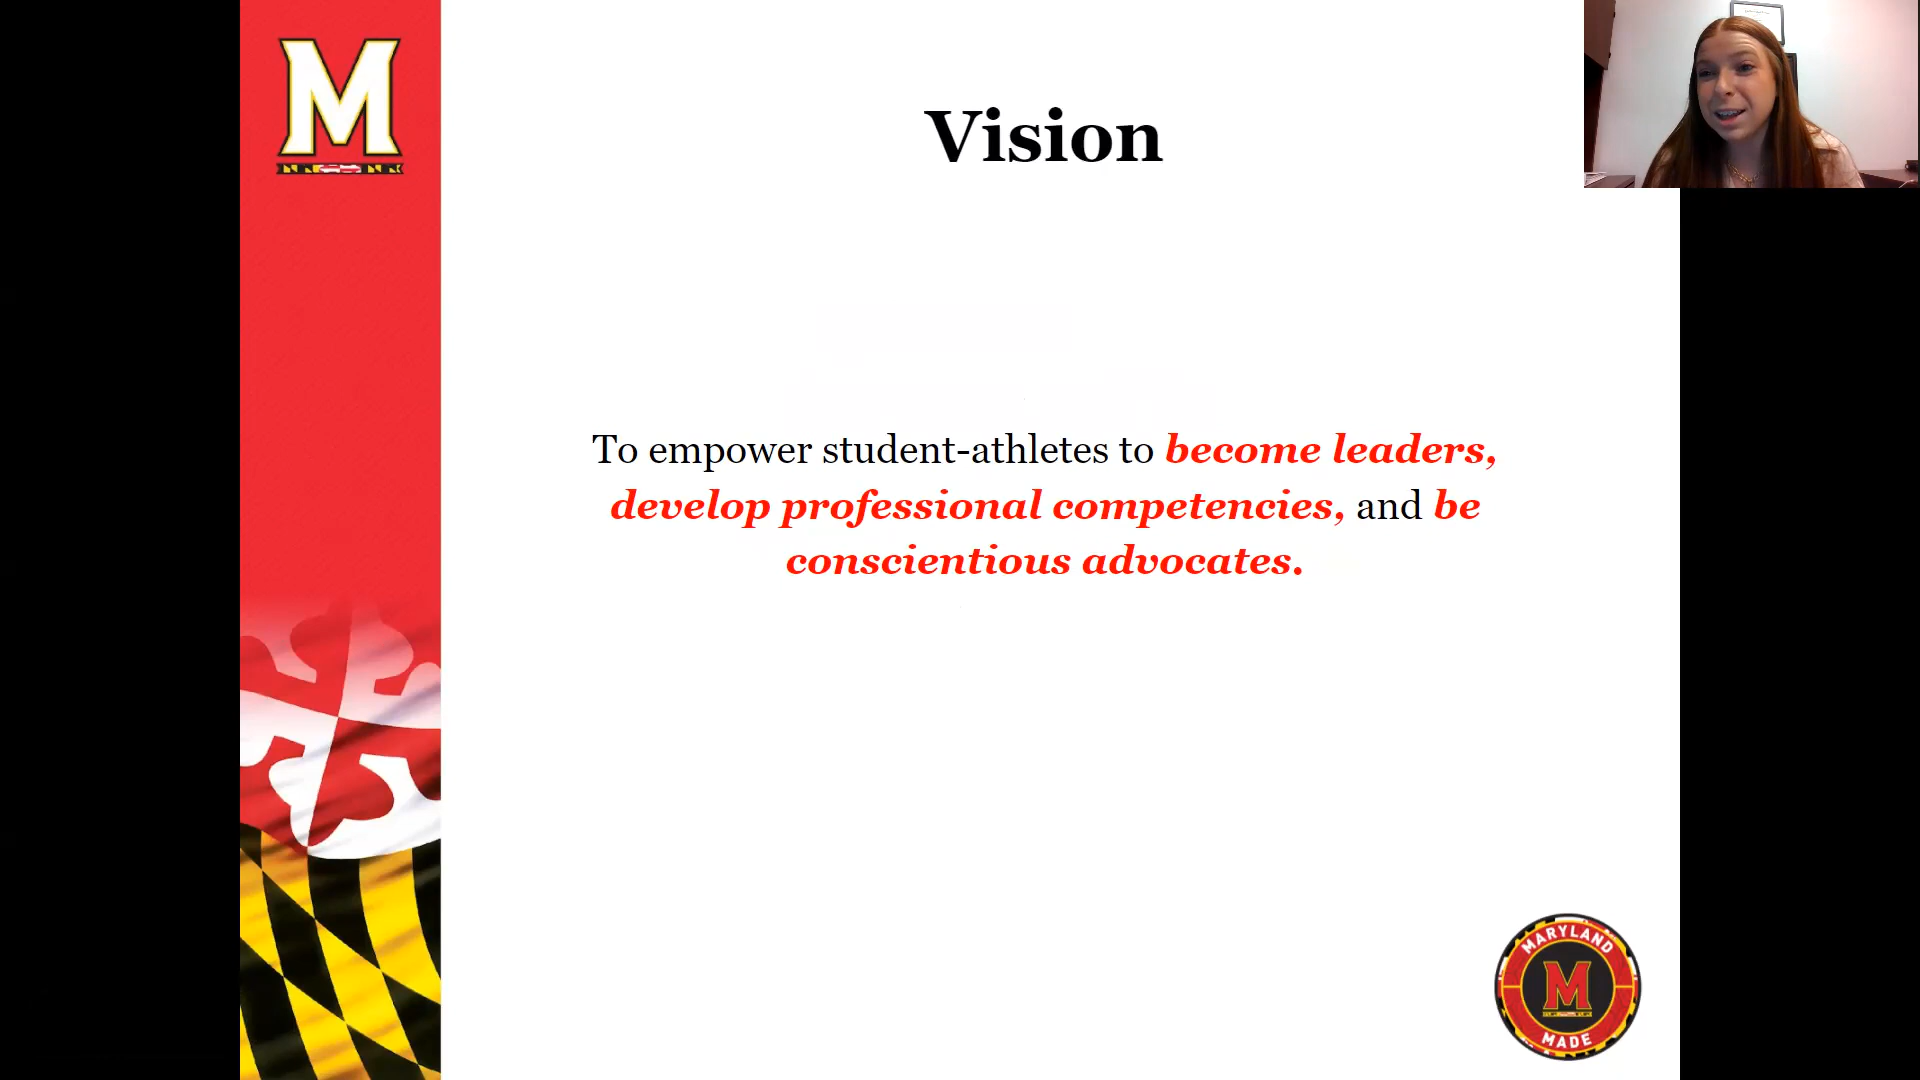 M
Vision
To empower student-athletes to become leaders,
develop professional competencies, and be
conscientious advocates.
MARYLAND
M
MADE